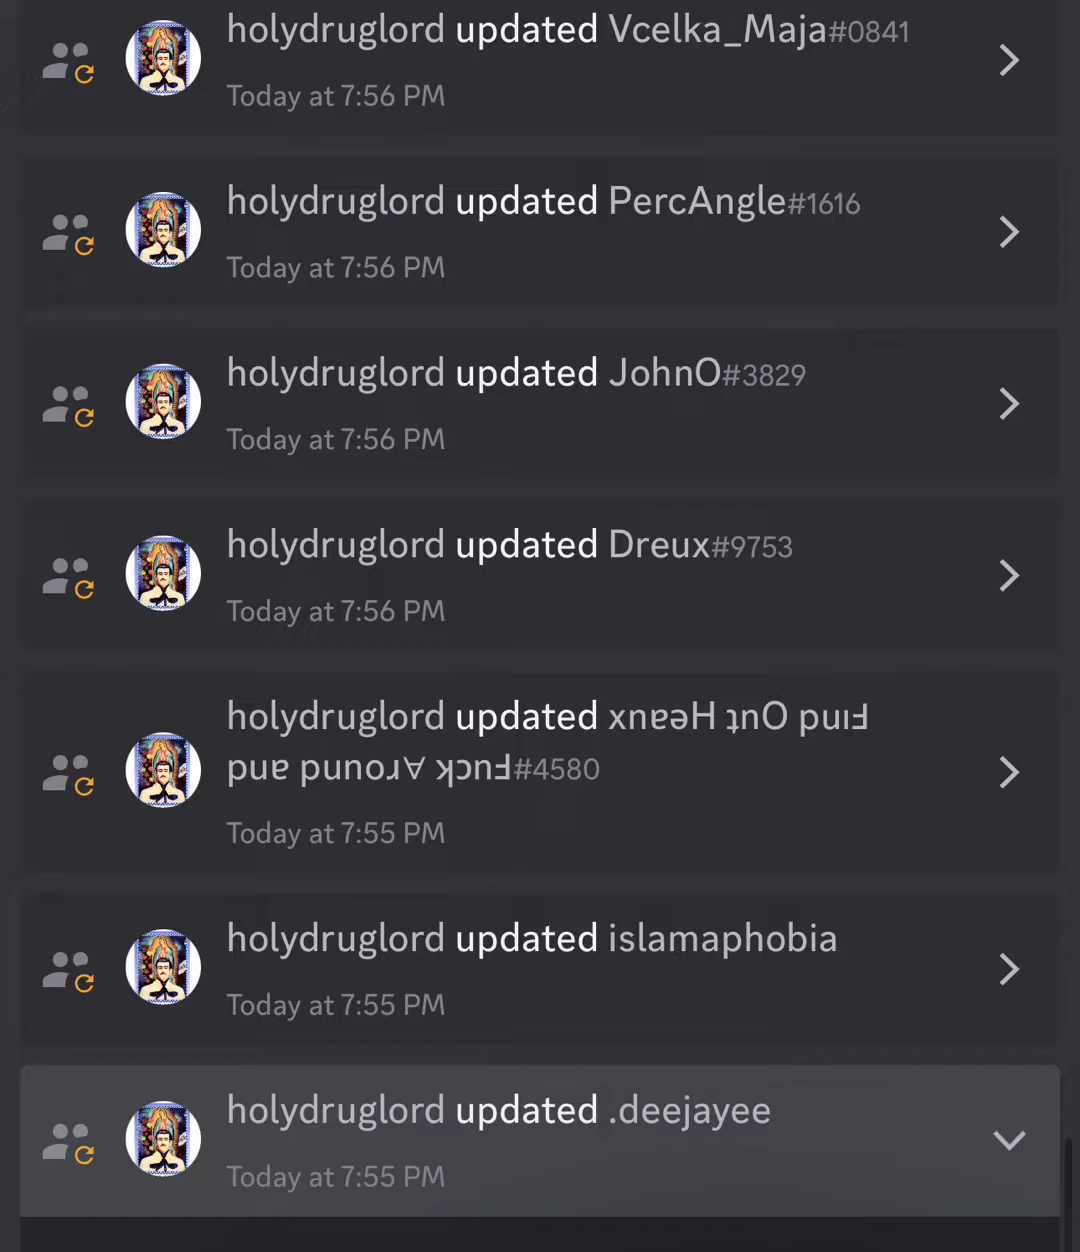 holydruglord updated Vcelka_Maja#0841
Today at 7:56 PM
holydruglord updated PercAngle#1616
Today at 7:56 PM
holydruglord updated JohnO#3829
Today at 7:56 PM
holydruglord updated Dreux#9753
Today at 7:56 PM
holydruglord updated xnɐǝH ʇnO puıℲ
puɐ punoɹ∀ ʞɔnℲ#4580
Today at 7:55 PM
holydruglord updated islamaphobia
Today at 7:55 PM
holydruglord updated .deejayee
Today at 7:55 PM